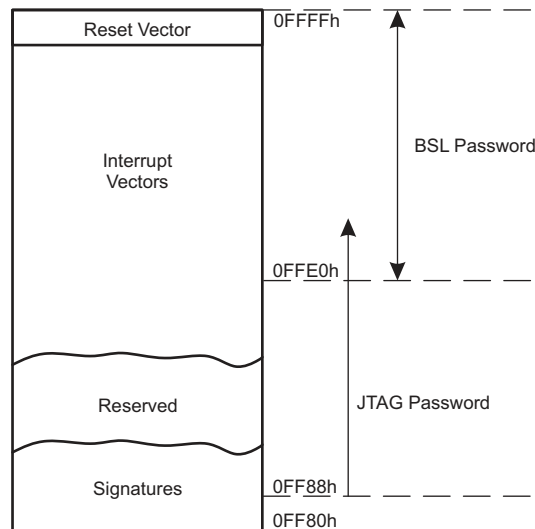 Reset Vector
0FFFFh
Interrupt
Vectors
BSL Password
0FFE0h
Reserved
JTAG Password
Signatures
0FF88h
0FF80h